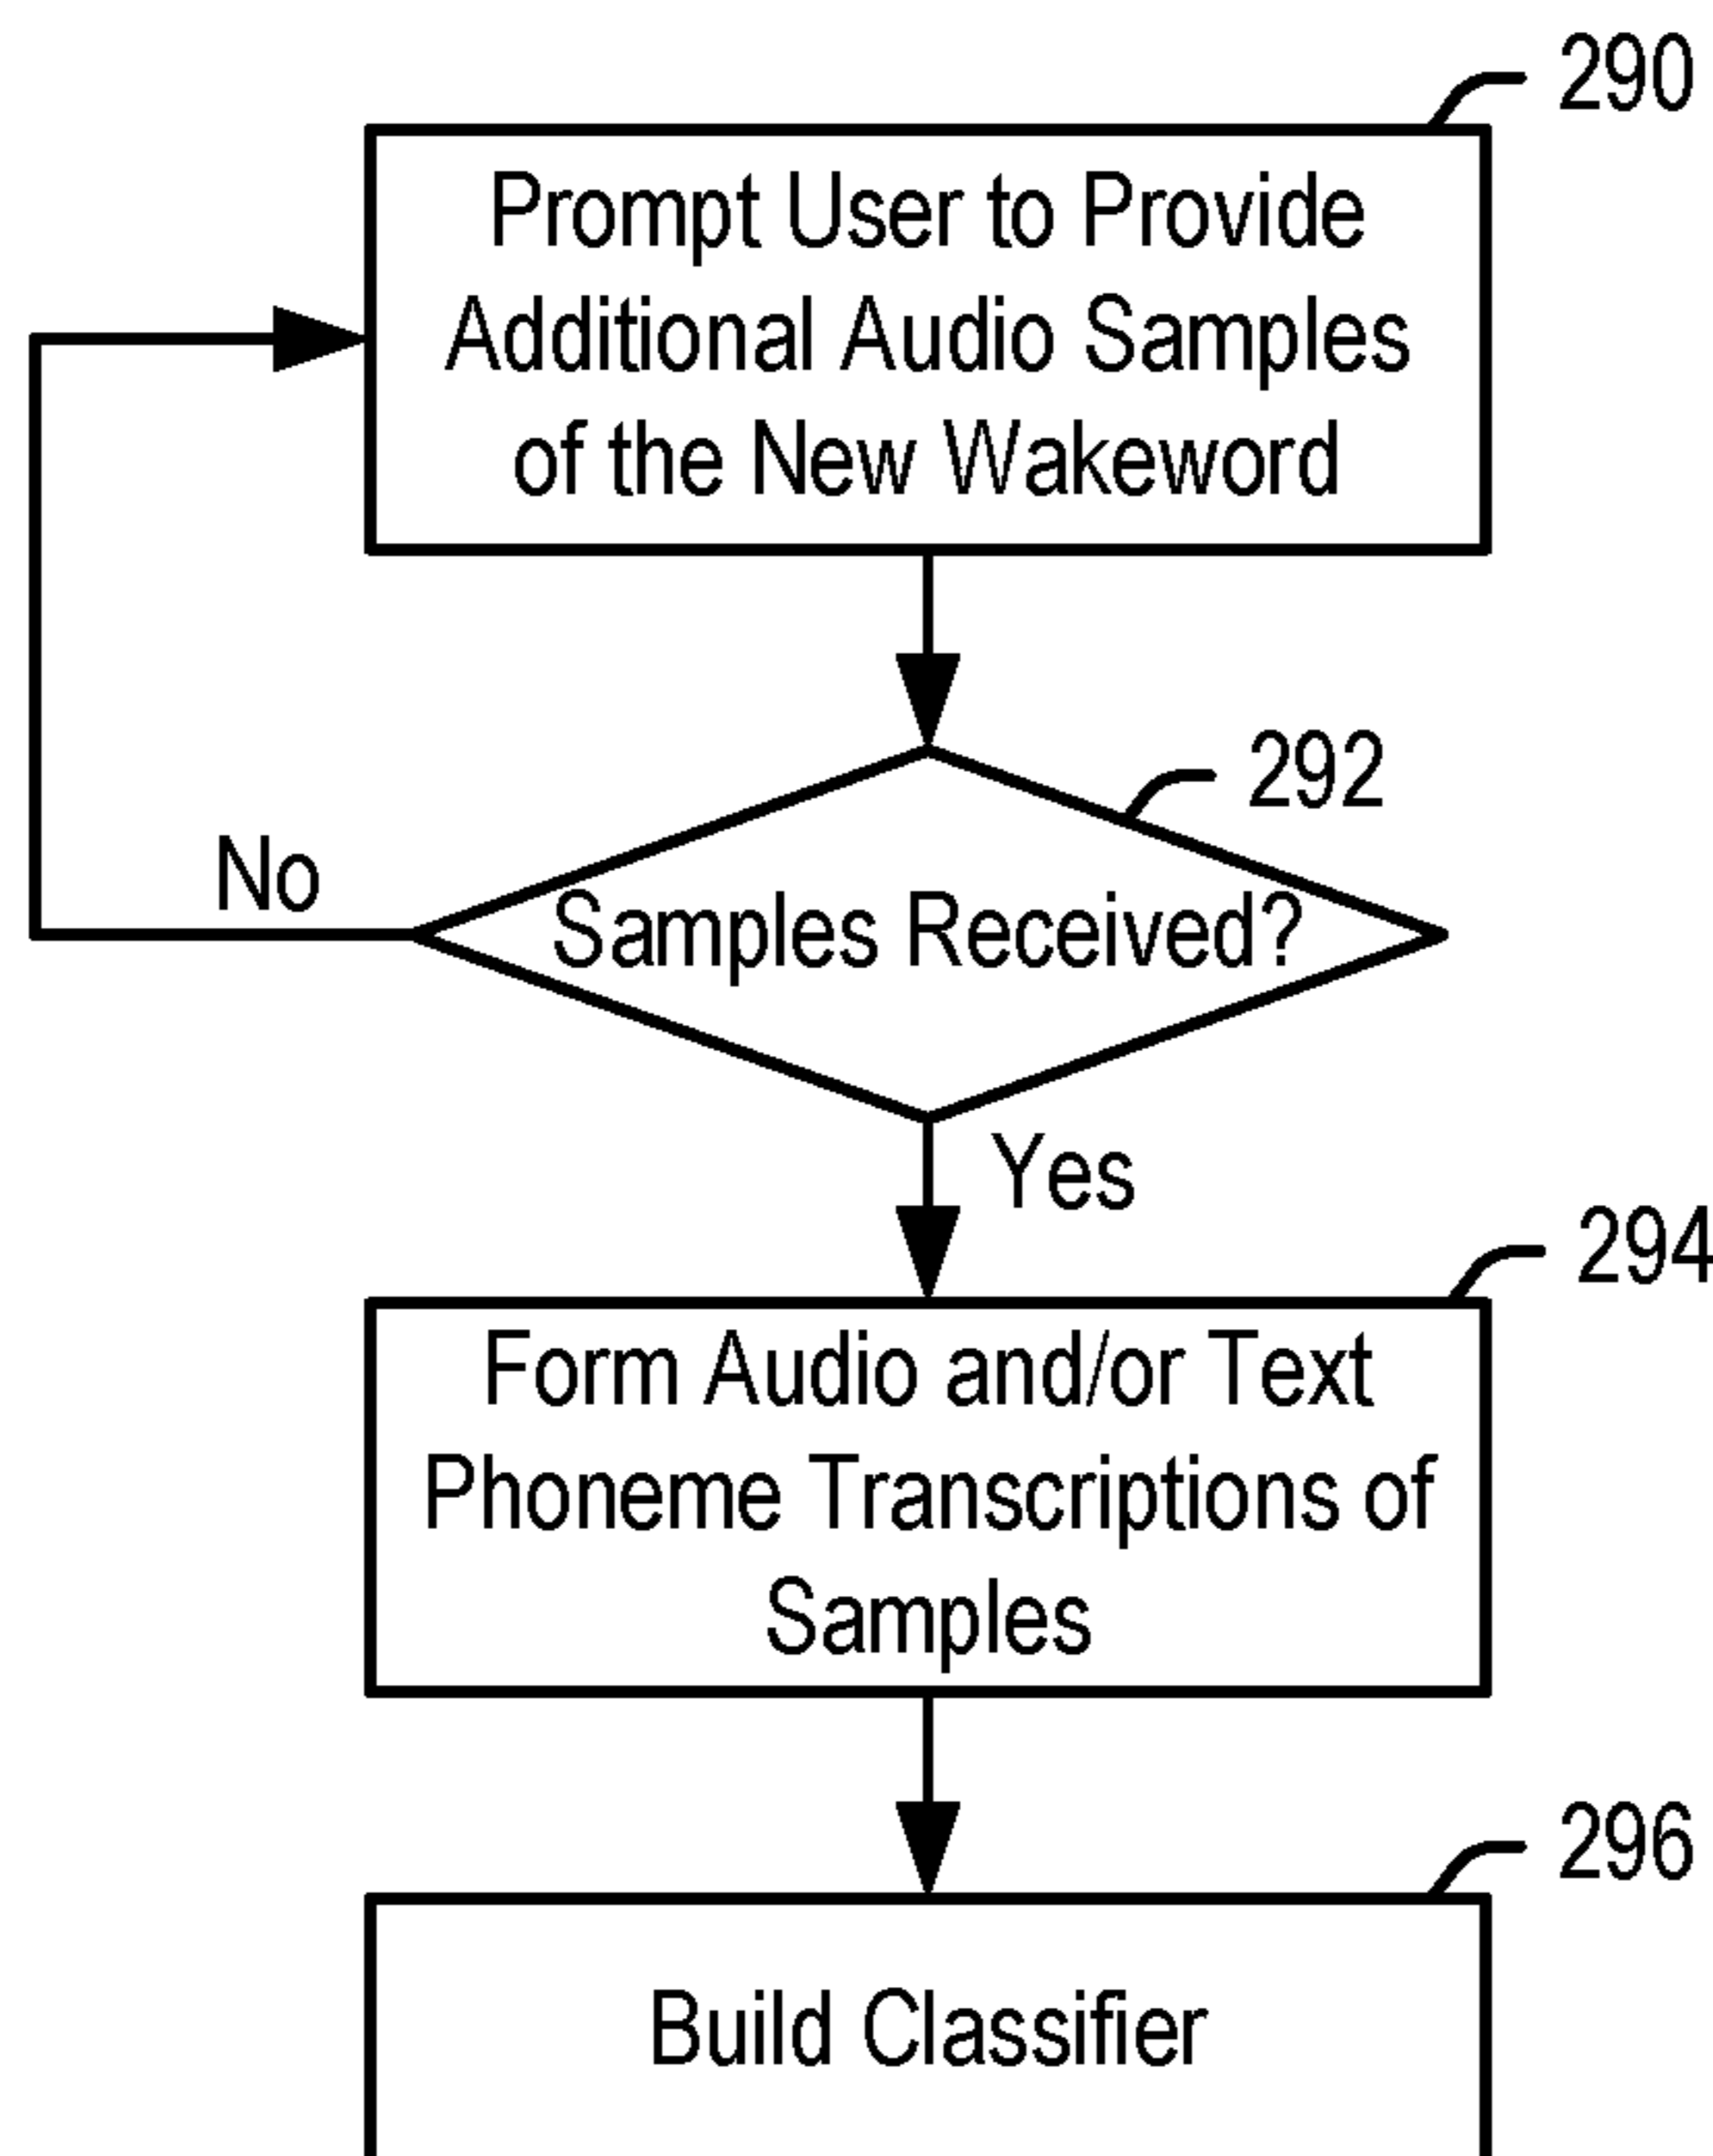 290
Prompt User to Provide
Additional Audio Samples
of the New Wakeword
292
No
Samples Received?
Yes
294
Form Audio and/or Text
Phoneme Transcriptions of
Samples
296
Build Classifier